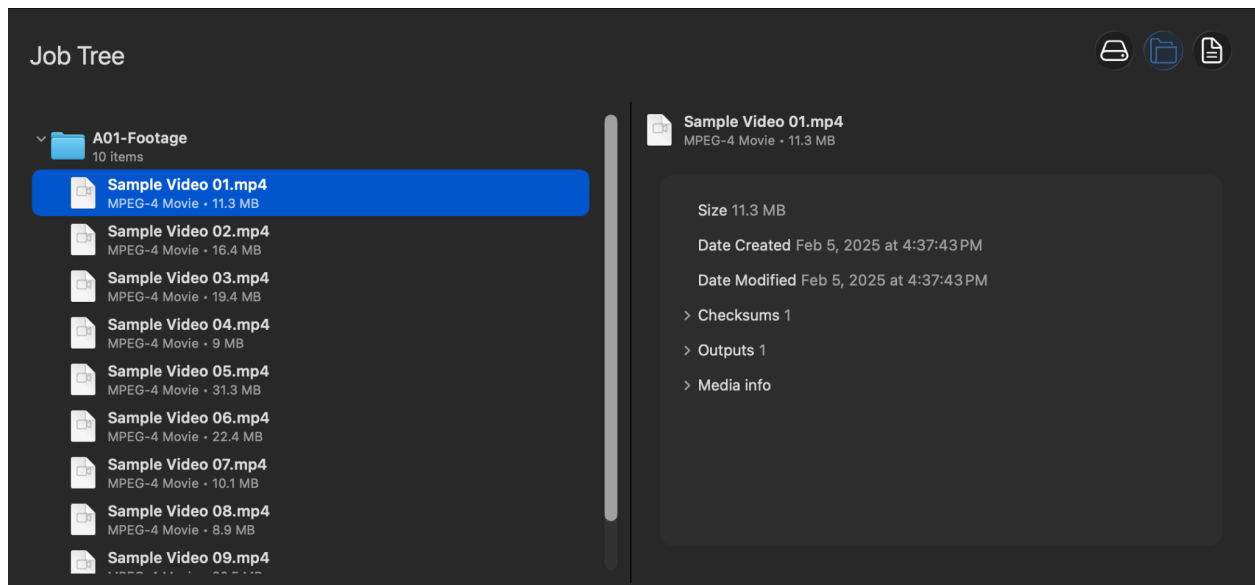 Job Tree
A01-Footage
10 items
Sample Video 01.mp4
MPEG-4 Movie • 11.3 MB
Sample Video 02.mp4
MPEG-4 Movie • 16.4 MB
Sample Video 03.mp4
MPEG-4 Movie • 19.4 MB
Sample Video 04.mp4
MPEG-4 Movie • 9 MB
Sample Video 05.mp4
MPEG-4 Movie • 31.3 MB
Sample Video 06.mp4
MPEG-4 Movie • 22.4 MB
Sample Video 07.mp4
MPEG-4 Movie • 10.1 MB
Sample Video 08.mp4
MPEG-4 Movie • 8.9 MB
Sample Video 09.mp4
Sample Video 01.mp4
MPEG-4 Movie • 11.3 MB
Size 11.3 MB
Date Created Feb 5, 2025 at 4:37:43 PM
Date Modified Feb 5, 2025 at 4:37:43 PM
Checksums 1
Outputs 1
Media info